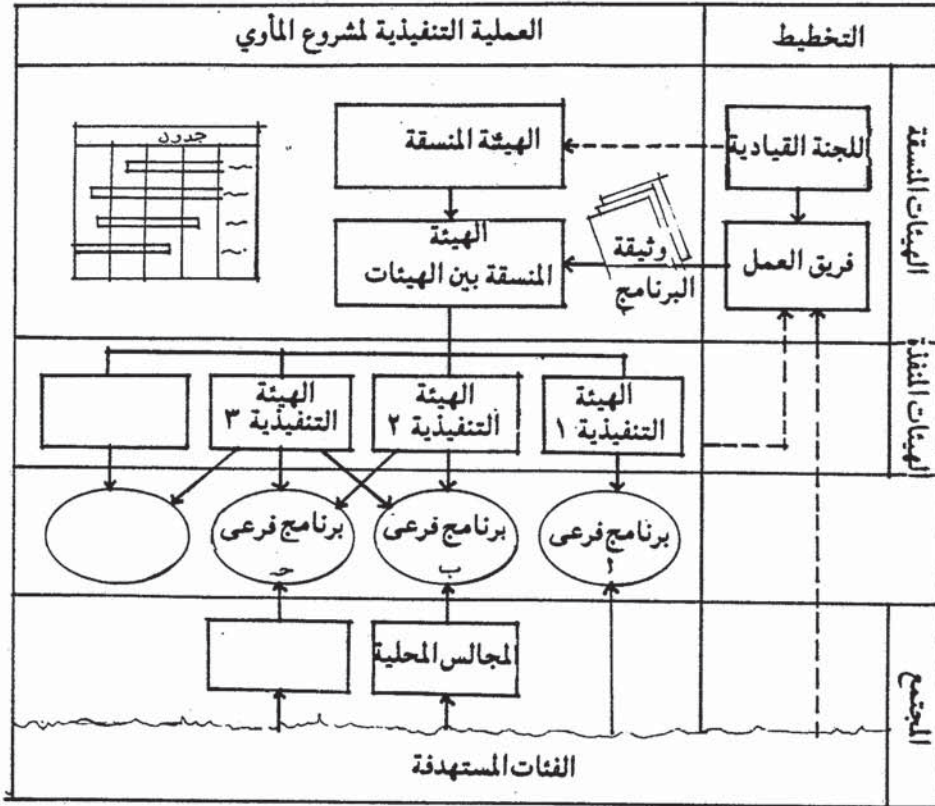 التخطيط
العملية التنفيذية لمشروع المأوي
الهيئات المنسقة
اللجنة القيادية
الهيئة المنسقة
جدول
فريق العمل
وثيقة
البرنامج
الهيئة
المنسقة بين الهيئات
الهيئات المنفذة
الهيئة
التنفيذية ١
الهيئة
التنفيذية ٢
الهيئة
التنفيذية ٣
برنامج فرعى
أ
برنامج فرعى
ب
برنامج فرعى
حـ
المجتمع
المجالس المحلية
الفئات المستهدفة